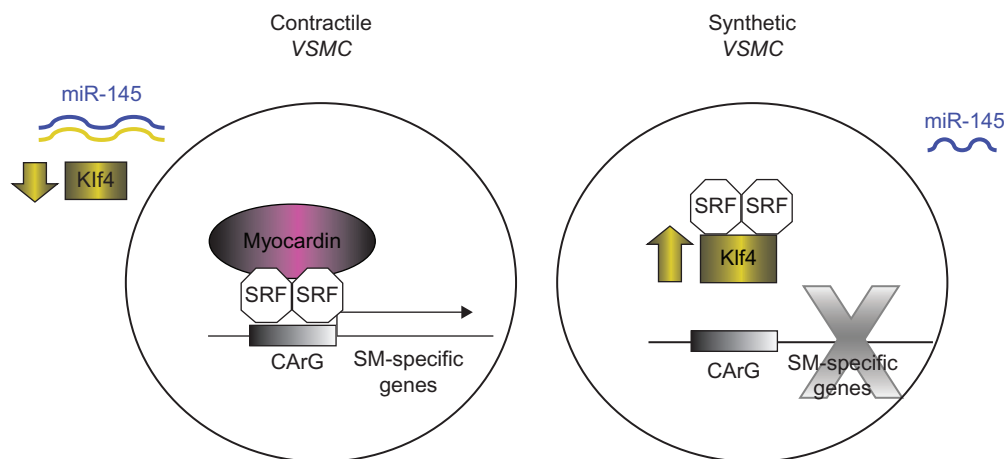 Contractile
VSMC
miR-145
Klf4
Myocardin
SRF SRF
CArG
SM-specific
genes
Synthetic
VSMC
miR-145
SRF SRF
Klf4
CArG
SM-specific
genes